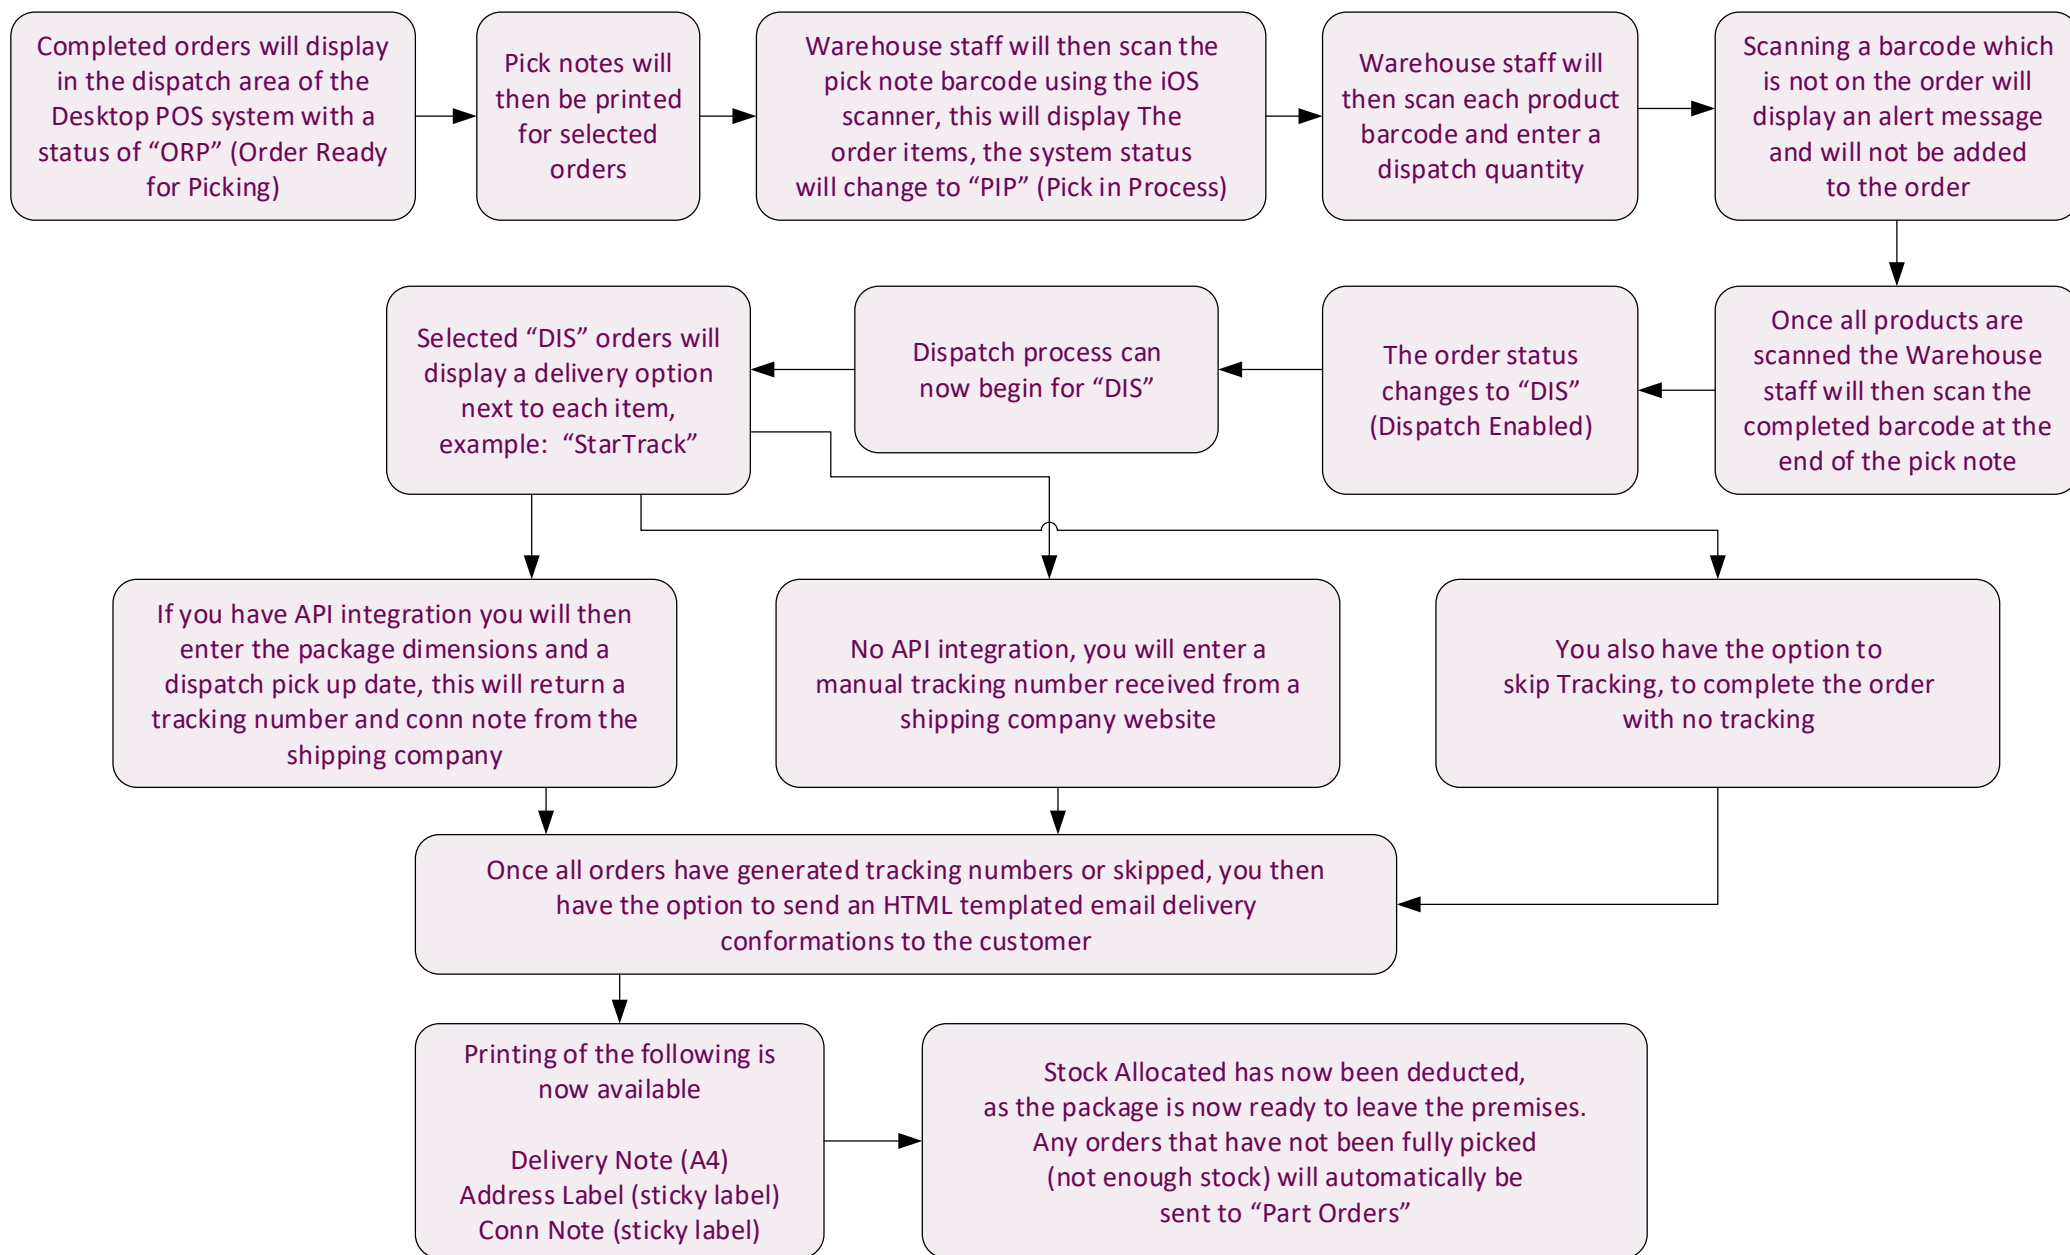 Completed orders will display
in the dispatch area of the
Desktop POS system with a
status of “ORP” (Order Ready
for Picking)
Pick notes will
then be printed
for selected
orders
Warehouse staff will then scan the
pick note barcode using the iOS
scanner, this will display The
order items, the system status
will change to “PIP” (Pick in Process)
Warehouse staff will
then scan each product
barcode and enter a
dispatch quantity
Scanning a barcode which
is not on the order will
display an alert message
and will not be added
to the order
Once all products are
scanned the Warehouse
staff will then scan the
completed barcode at the
end of the pick note
The order status
changes to “DIS”
(Dispatch Enabled)
Dispatch process can
now begin for “DIS”
Selected “DIS” orders will
display a delivery option
next to each item,
example:  “StarTrack”
If you have API integration you will then
enter the package dimensions and a
dispatch pick up date, this will return a
tracking number and conn note from the
shipping company
No API integration, you will enter a
manual tracking number received from a
shipping company website
You also have the option to
skip Tracking, to complete the order
with no tracking
Once all orders have generated tracking numbers or skipped, you then
have the option to send an HTML templated email delivery
conformations to the customer
Printing of the following is
now available
Delivery Note (A4)
Address Label (sticky label)
Conn Note (sticky label)
Stock Allocated has now been deducted,
as the package is now ready to leave the premises.
Any orders that have not been fully picked
(not enough stock) will automatically be
sent to “Part Orders”